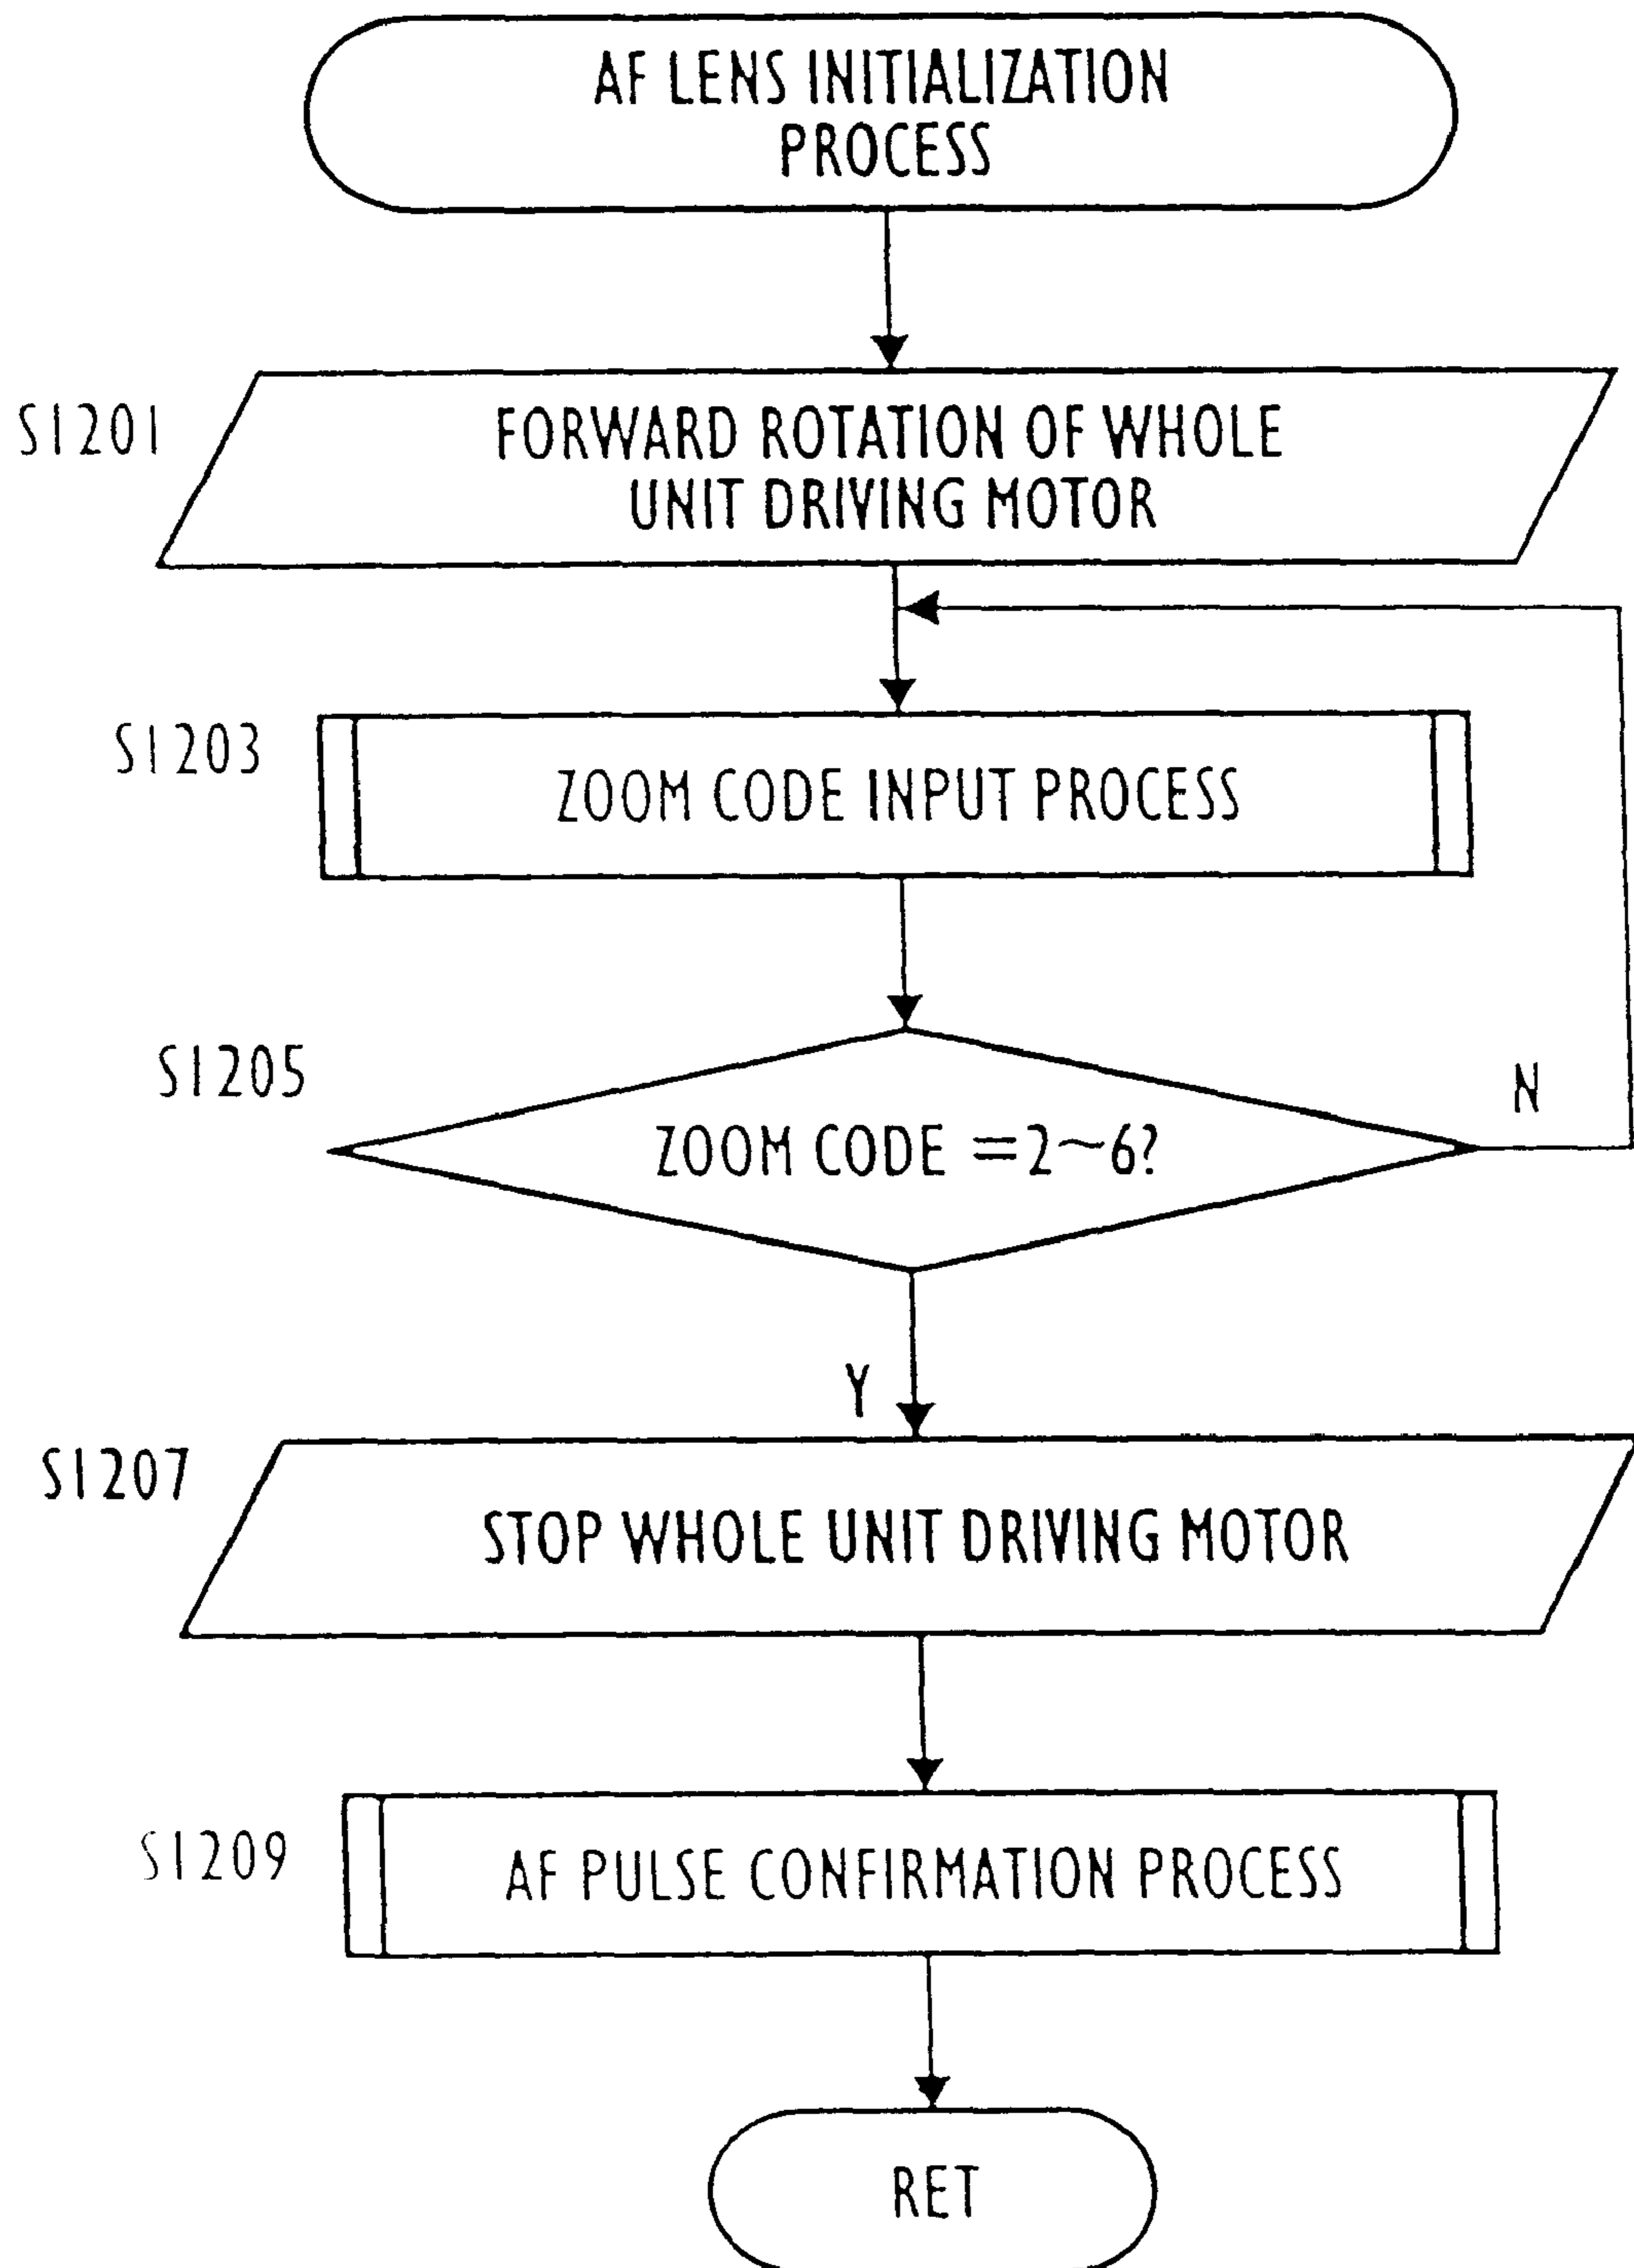 AF LENS INITIALIZATION
PROCESS
S1201
FORWARD ROTATION OF WHOLE
UNIT DRIVING MOTOR
S1203
ZOOM CODE INPUT PROCESS
S1205
ZOOM CODE =2~6?
N
Y
S1207
STOP WHOLE UNIT DRIVING MOTOR
S1209
AF PULSE CONFIRMATION PROCESS
RET